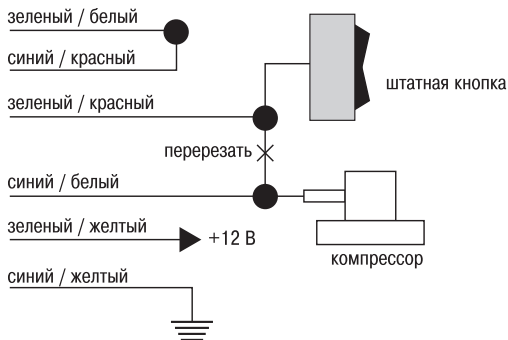 зеленый / белый
синий / красный
штатная кнопка
зеленый / красный
перерезать
синий / белый
зеленый / желтый
+12 В
компрессор
синий / желтый